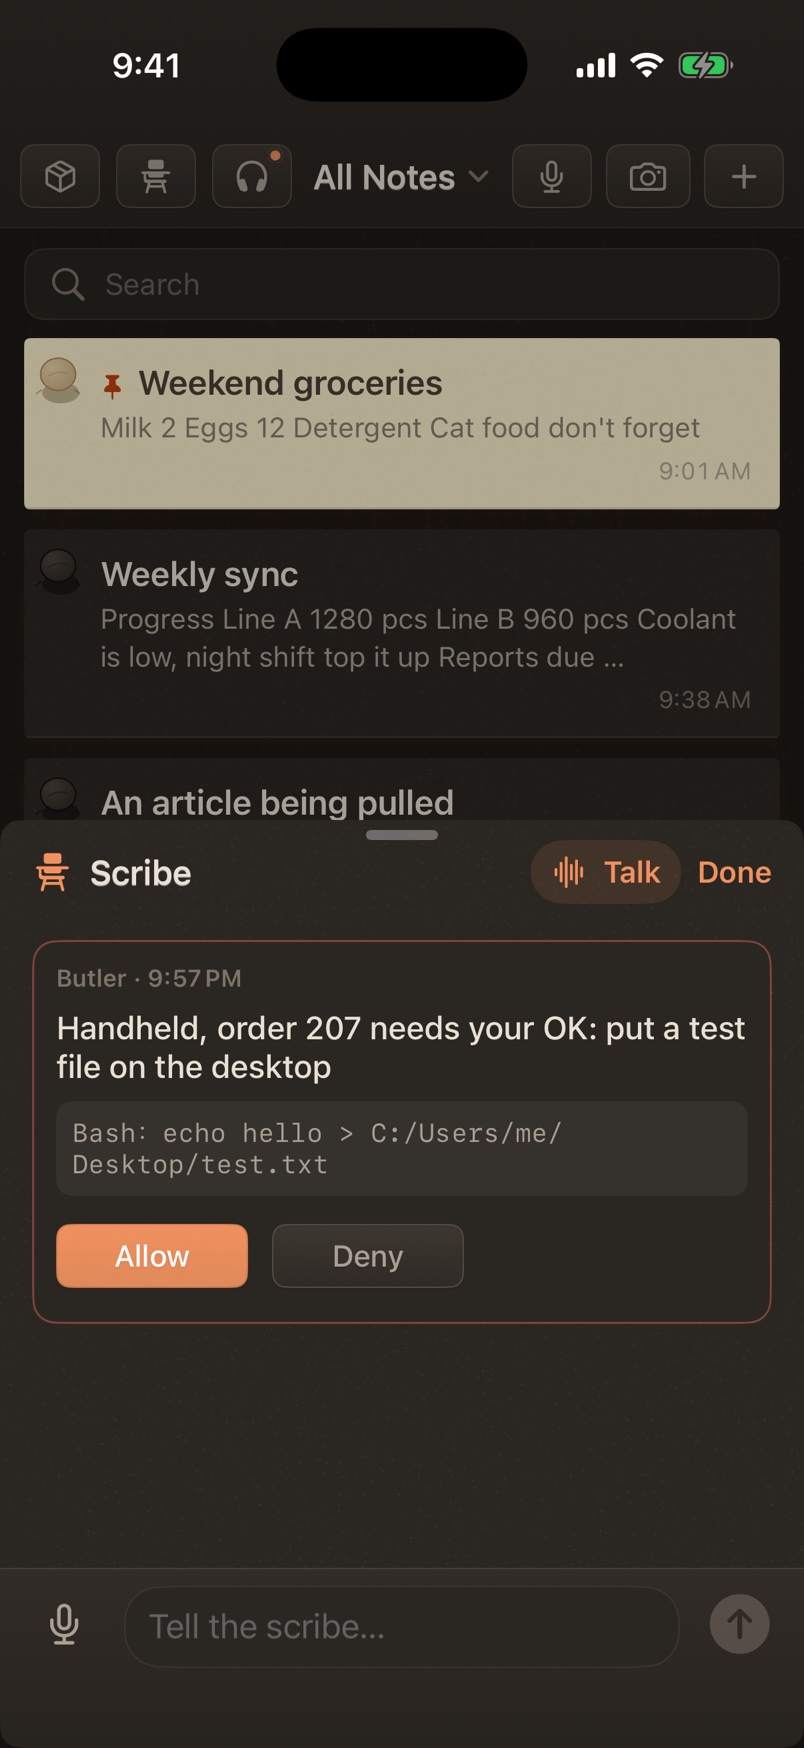 9:41
All Notes
Search
Weekend groceries
Milk 2 Eggs 12 Detergent Cat food don't forget
9:01 AM
Weekly sync
Progress Line A 1280 pcs Line B 960 pcs Coolant
is low, night shift top it up Reports due ...
9:38 AM
An article being pulled
Scribe
Talk
Done
Butler · 9:57 PM
Handheld, order 207 needs your OK: put a test
file on the desktop
Bash: echo hello > C:/Users/me/
Desktop/test.txt
Allow
Deny
Tell the scribe...